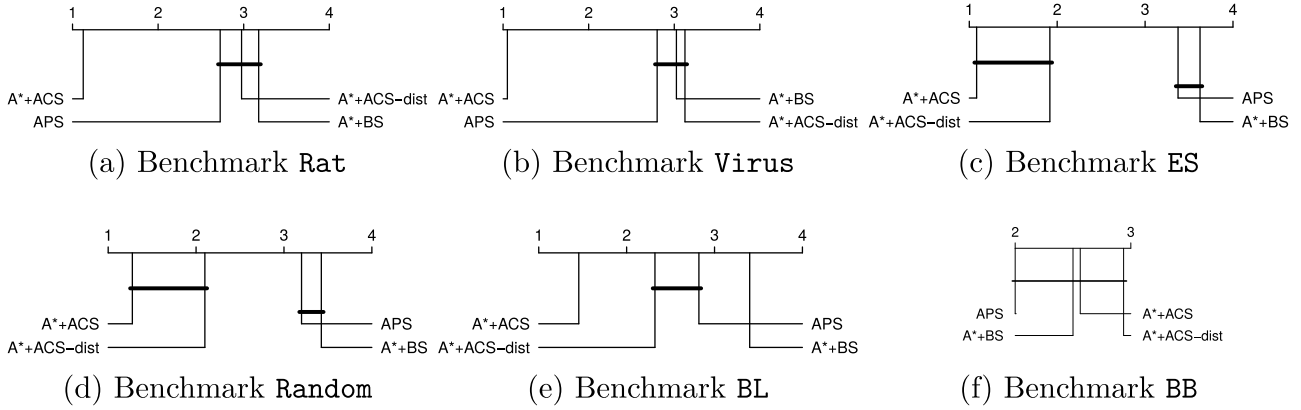 1 2 3 4
A*+ACS
APS
A*+ACS−dist
A*+BS
(a) Benchmark Rat
1 2 3 4
A*+ACS
APS
A*+BS
A*+ACS−dist
(b) Benchmark Virus
1 2 3 4
A*+ACS
A*+ACS−dist
APS
A*+BS
(c) Benchmark ES
1 2 3 4
A*+ACS
A*+ACS−dist
APS
A*+BS
(d) Benchmark Random
1 2 3 4
A*+ACS
A*+ACS−dist
APS
A*+BS
(e) Benchmark BL
2 3
APS
A*+BS
A*+ACS
A*+ACS−dist
(f) Benchmark BB